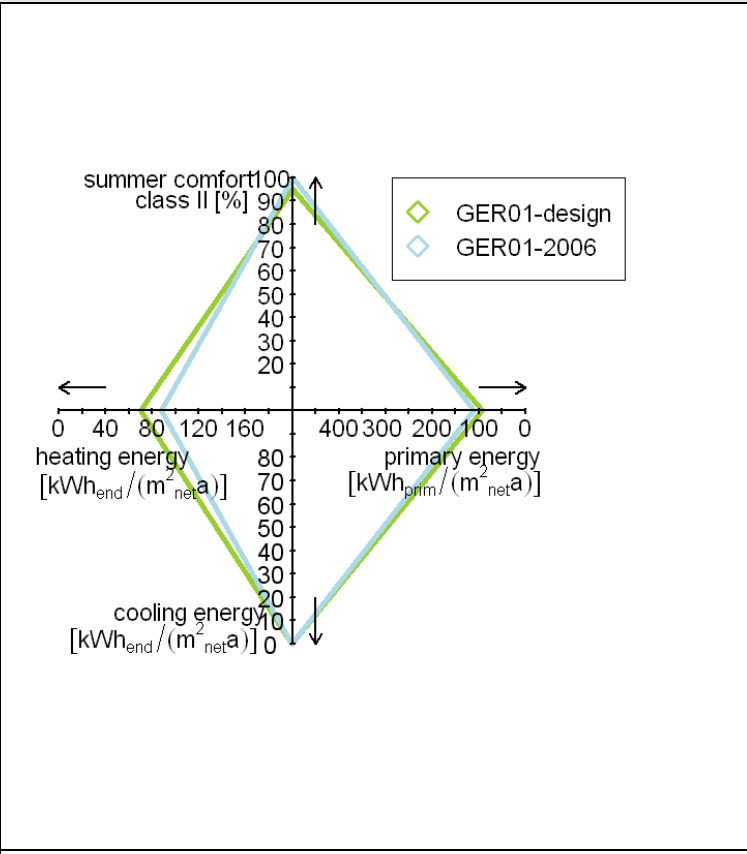 summer comfort
class II [%]
100
90
80
70
60
50
40
30
20
GER01-design
GER01-2006
0 40 80 120 160 400 300 200 100 0
heating energy
[kWhend/(m²neta)]
primary energy
[kWhprim/(m²neta)]
80
70
60
50
40
30
20
10
0
cooling energy
[kWhend/(m²neta)]